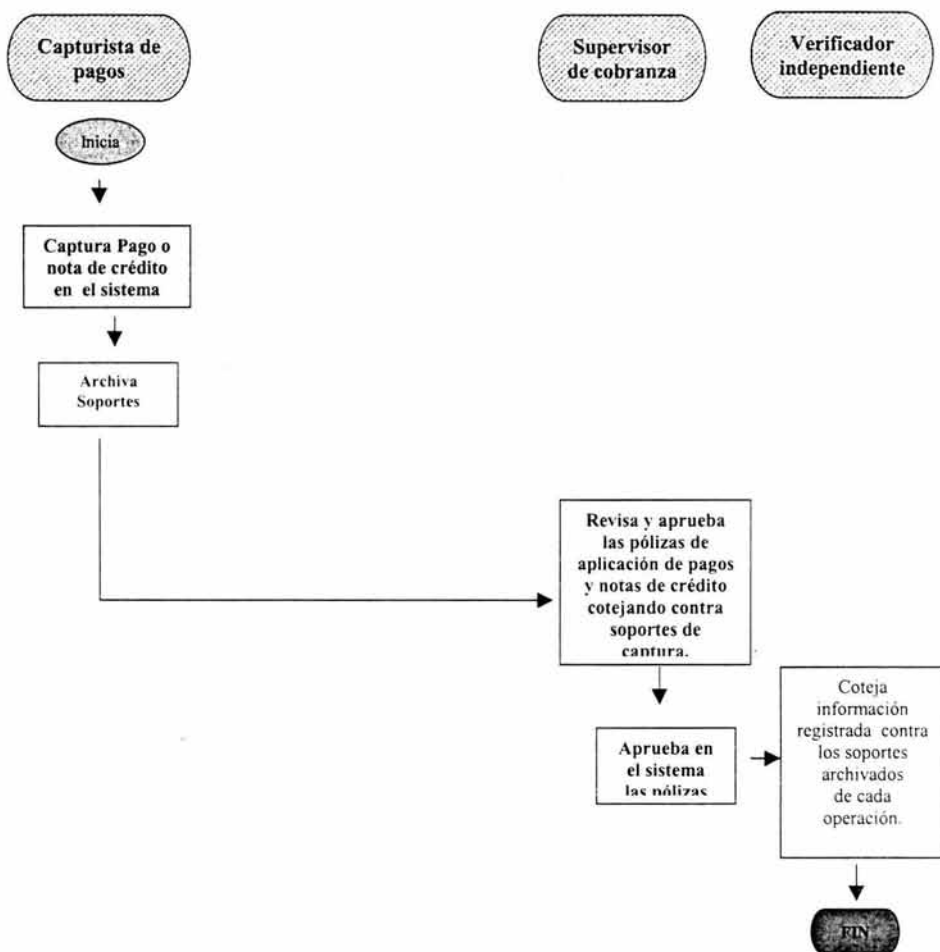 Capturista de
pagos
Supervisor
de cobranza
Verificador
independiente
Inicia
Captura Pago o
nota de crédito
en el sistema
Archiva
Soportes
Revisa y aprueba
las pólizas de
aplicación de pagos
y notas de crédito
cotejando contra
soportes de
captura.
Aprueba en
el sistema
las pólizas
Coteja
información
registrada contra
los soportes
archivados
de cada
operación.
FIN